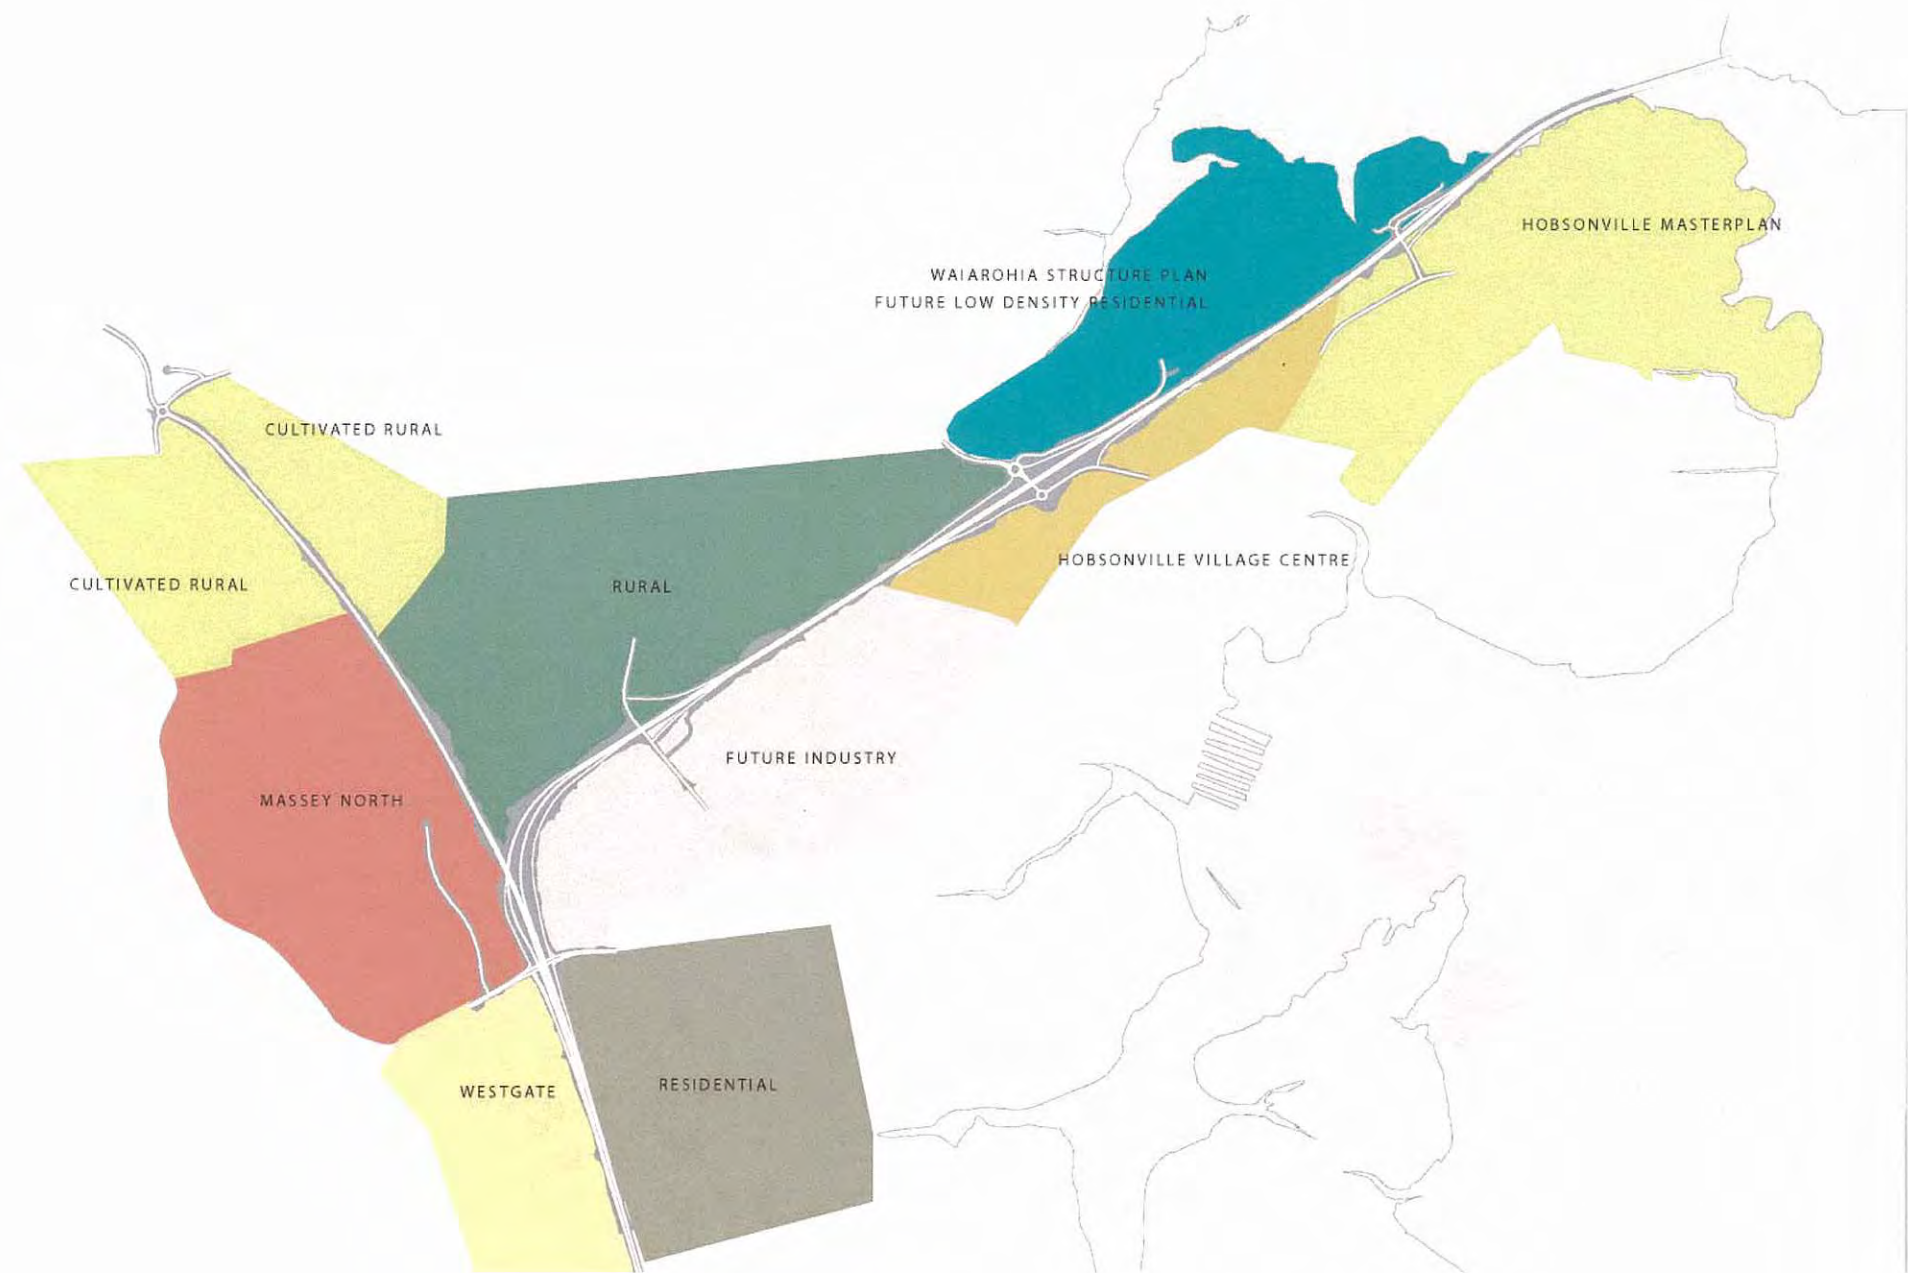 HOBSONVILLE MASTERPLAN
WAIAROHIA STRUCTURE PLAN
FUTURE LOW DENSITY RESIDENTIAL
CULTIVATED RURAL
HOBSONVILLE VILLAGE CENTRE
CULTIVATED RURAL
RURAL
FUTURE INDUSTRY
MASSEY NORTH
WESTGATE
RESIDENTIAL